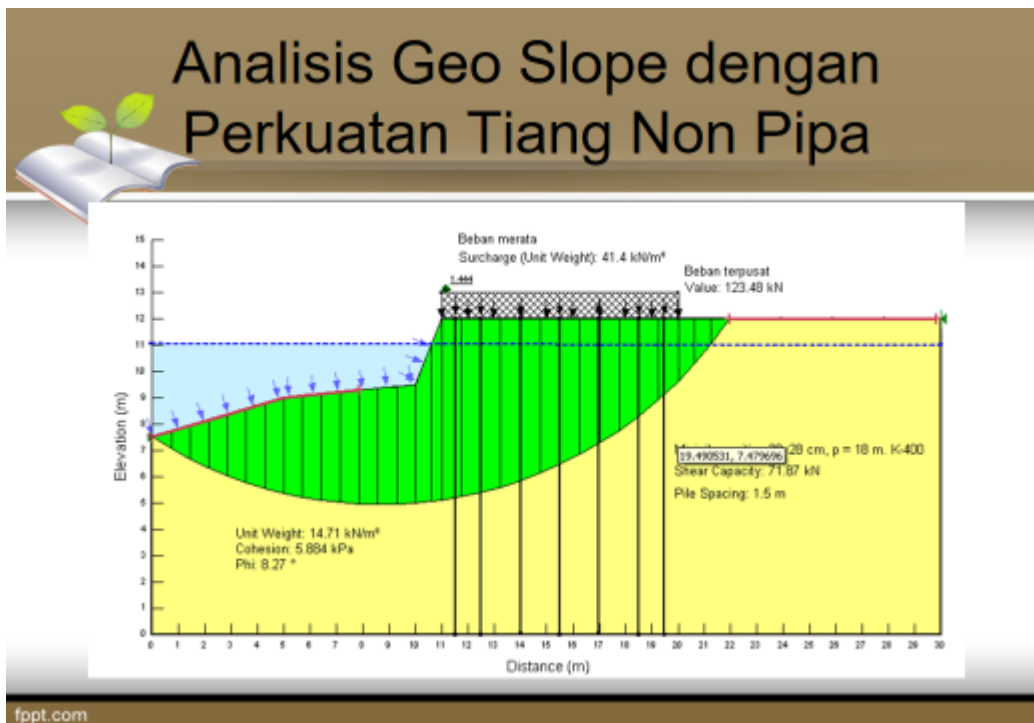 Analisis Geo Slope dengan
Perkuatan Tiang Non Pipa
Beban merata
Surcharge (Unit Weight): 41.4 kN/m³
Beban terpusat
Value: 123.48 kN
1.464
15
14
13
12
11
10
9
8
7
6
5
4
3
2
1
0
Elevation (m)
28 cm, p = 18 m. K-400
19.490531, 7.479696
Shear Capacity: 71.87 kN
Pile Spacing: 1.5 m
Unit Weight: 14.71 kN/m³
Cohesion: 5.884 kPa
Phi: 8.27 °
0 1 2 3 4 5 6 7 8 9 10 11 12 13 14 15 16 17 18 19 20 21 22 23 24 25 26 27 28 29 30
Distance (m)
fppt.com